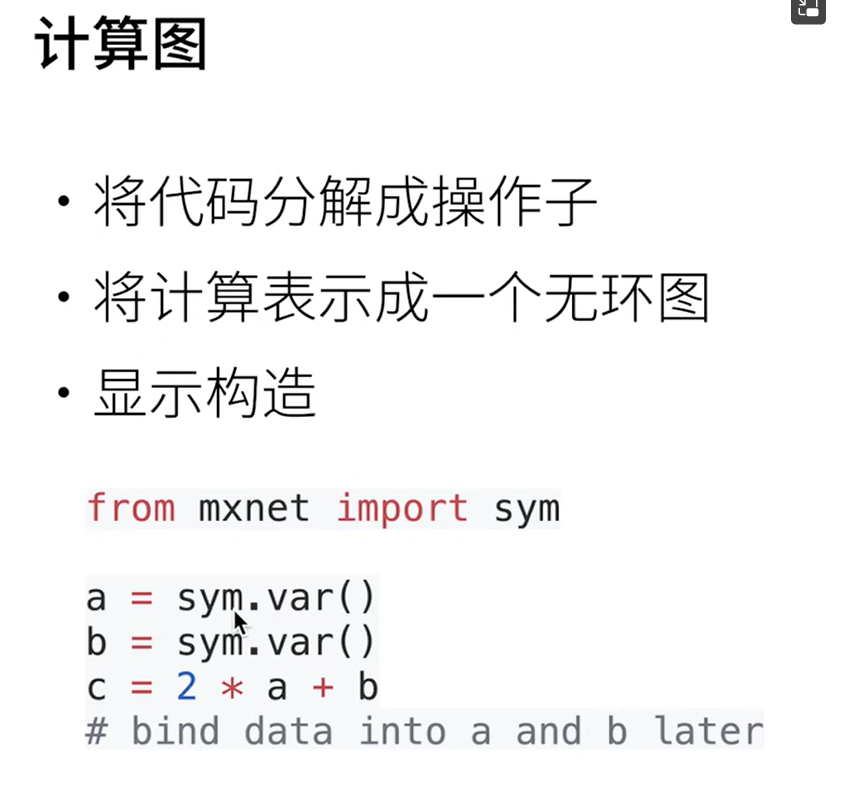 计算图
• 将代码分解成操作子
• 将计算表示成一个无环图
• 显示构造
from mxnet import sym
a = sym.var()
b = sym.var()
c = 2 * a + b
# bind data into a and b later